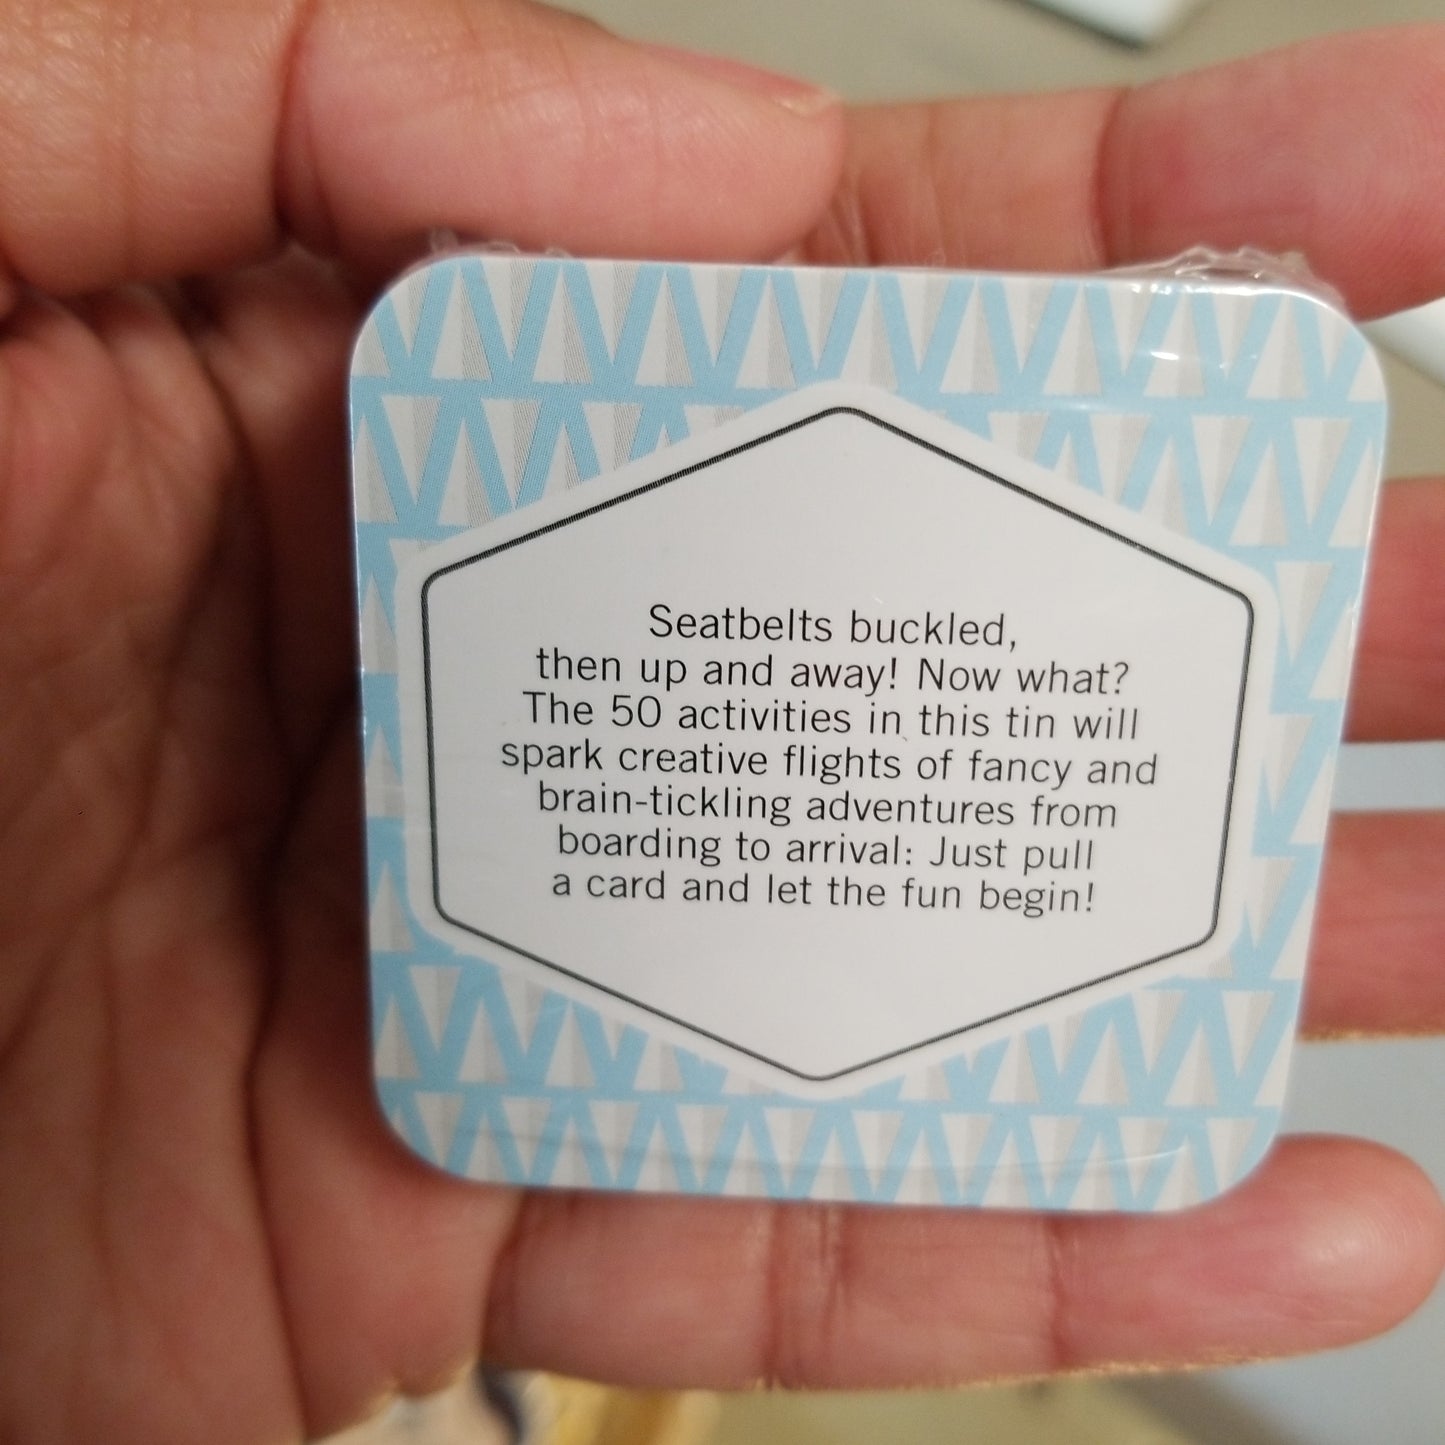 Seatbelts buckled,
then up and away! Now what?
The 50 activities in this tin will
spark creative flights of fancy and
brain-tickling adventures from
boarding to arrival: Just pull
a card and let the fun begin!